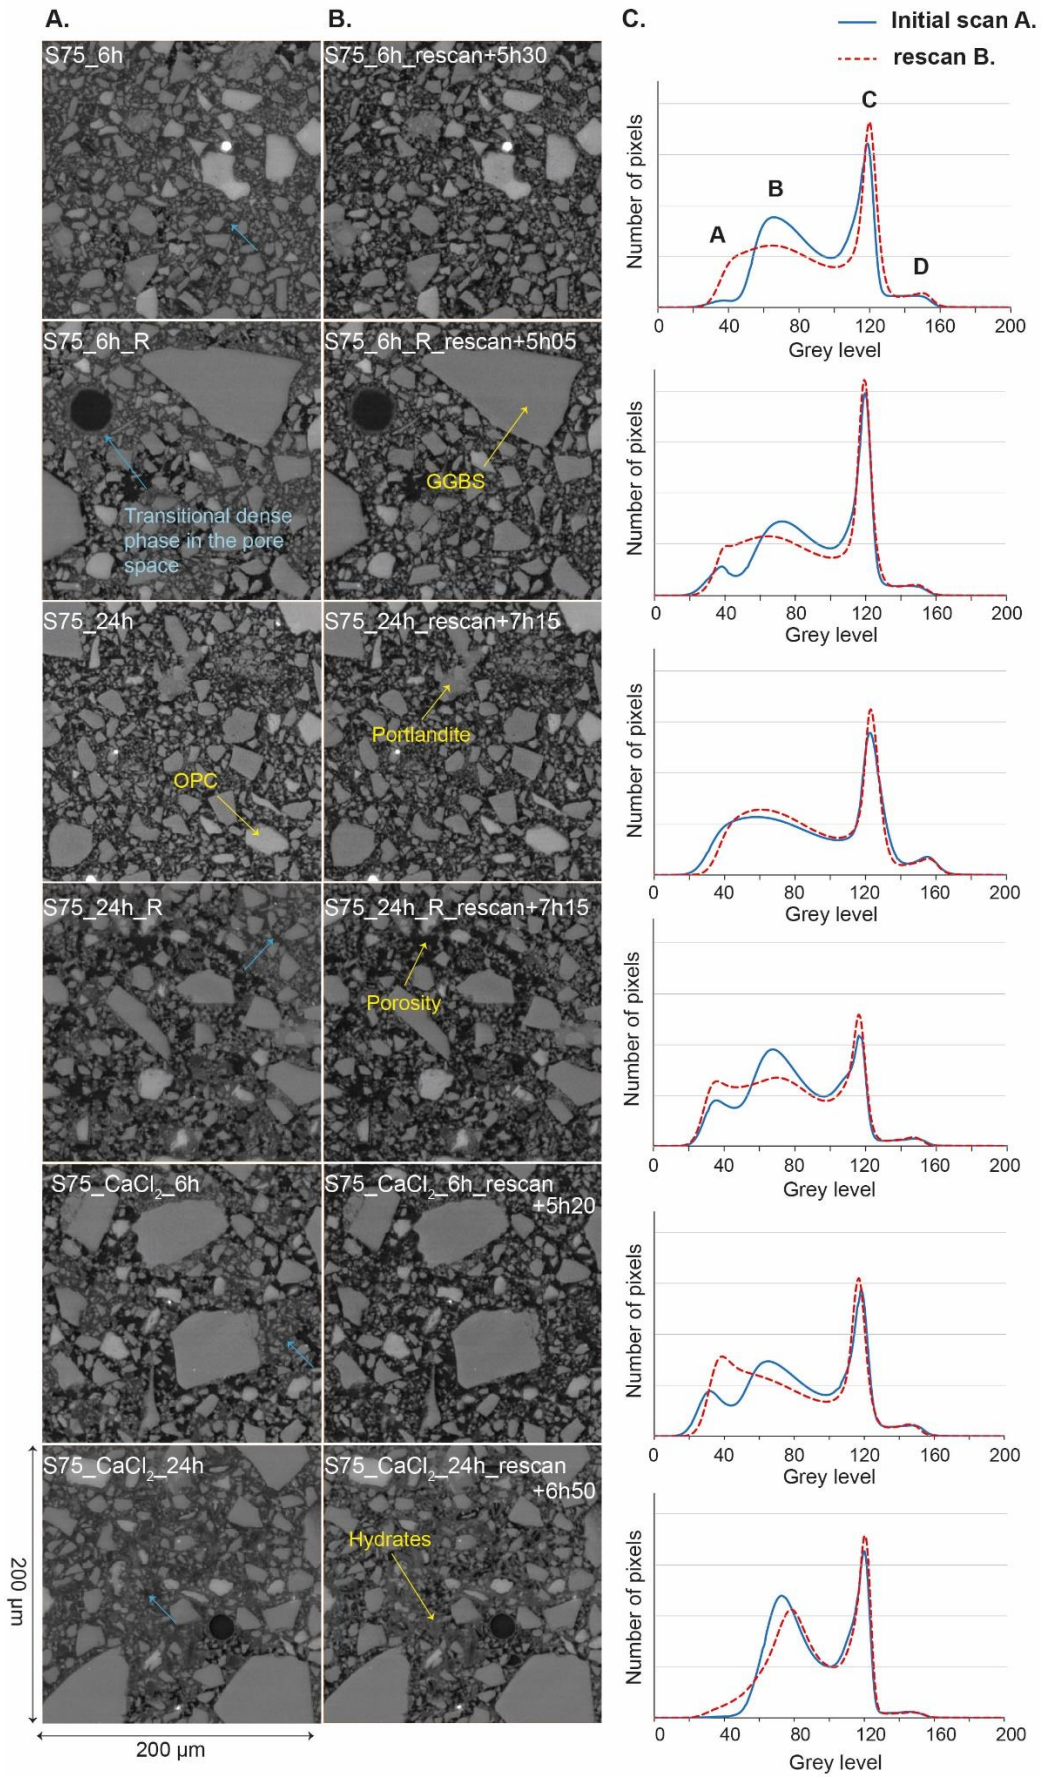 A.
B.
C.
Initial scan A.
rescan B.
S75_6h
S75_6h_rescan+5h30
Number of pixels
A
B
C
D
0 40 80 120 160 200
Grey level
S75_6h_R
S75_6h_R_rescan+5h05
GGBS
Transitional dense
phase in the pore
space
Number of pixels
0 40 80 120 160 200
Grey level
S75_24h
S75_24h_rescan+7h15
Portlandite
OPC
Number of pixels
0 40 80 120 160 200
Grey level
S75_24h_R
S75_24h_R_rescan+7h15
Porosity
Number of pixels
0 40 80 120 160 200
Grey level
S75_CaCl₂_6h
S75_CaCl₂_6h_rescan
+5h20
Number of pixels
0 40 80 120 160 200
Grey level
S75_CaCl₂_24h
S75_CaCl₂_24h_rescan
+6h50
Hydrates
Number of pixels
0 40 80 120 160 200
Grey level
200 µm
200 µm